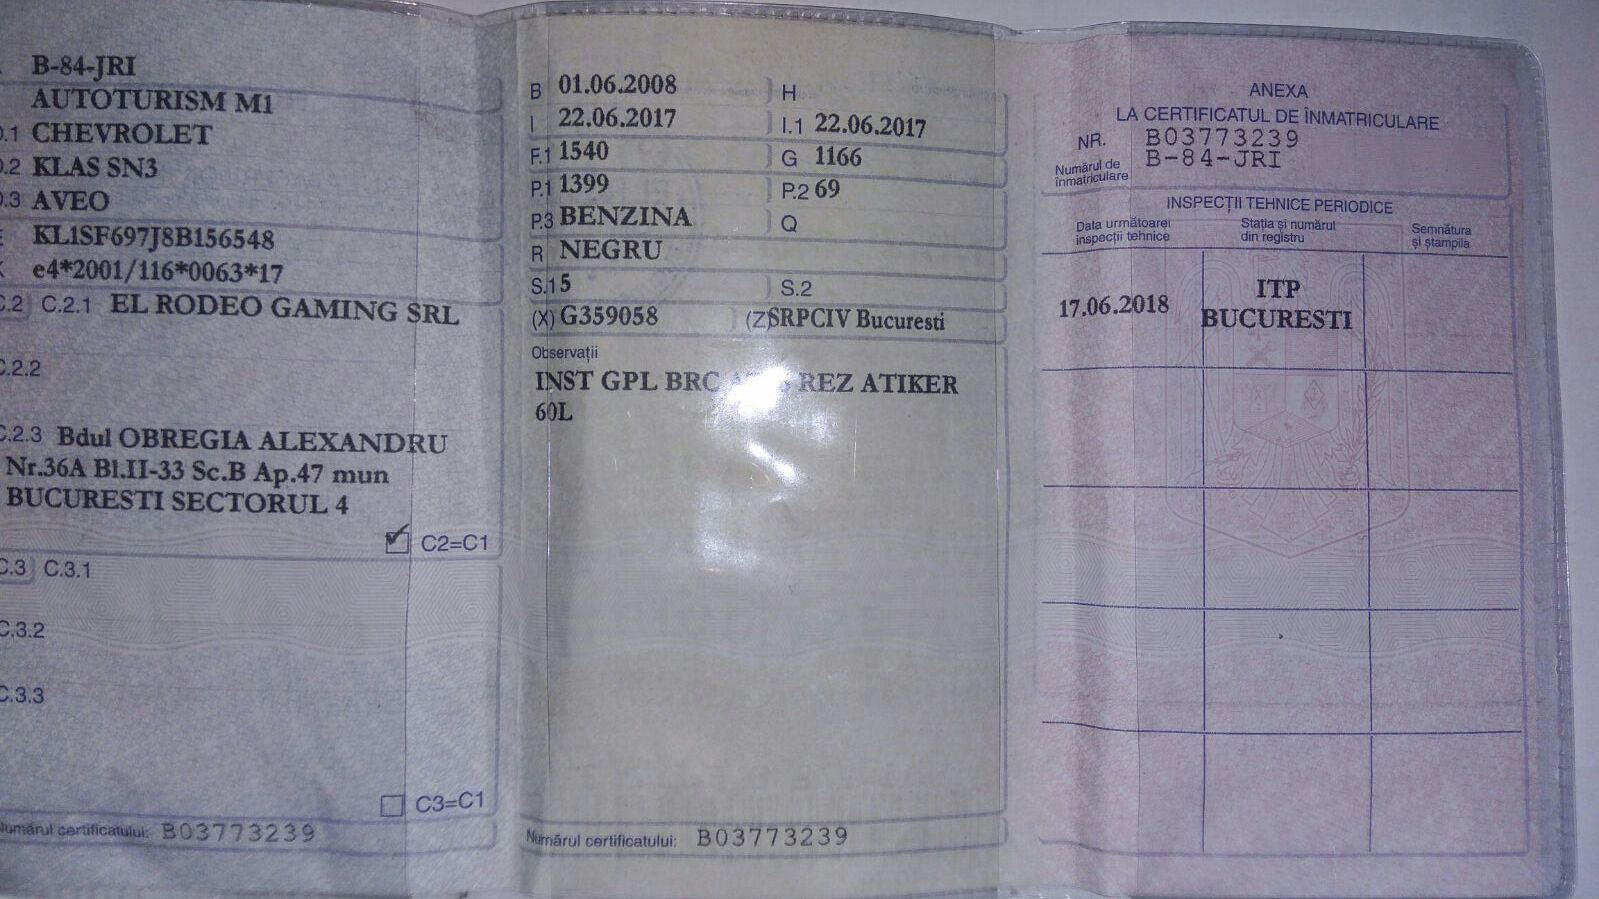 B-84-JRI
AUTOTURISM M1
.1 CHEVROLET
.2 KLAS SN3
.3 AVEO
KL1SF697J8B156548
e4*2001/116*0063*17
C.2 C.2.1 EL RODEO GAMING SRL
C.2.2
C.2.3 Bdul OBREGIA ALEXANDRU
Nr.36A Bl.II-33 Sc.B Ap.47 mun
BUCURESTI SECTORUL 4
C2=C1
C.3 C.3.1
C.3.2
C.3.3
C3=C1
Numărul certificatului: B03773239
B 01.06.2008 H
I 22.06.2017 I.1 22.06.2017
F.1 1540 G 1166
P.1 1399 P.2 69
P.3 BENZINA Q
R NEGRU
S.1 5 S.2
(X) G359058 (Z) SRPCIV Bucuresti
Observații
INST GPL BRC REZ ATIKER
60L
Numărul certificatului: B03773239
ANEXA
LA CERTIFICATUL DE ÎNMATRICULARE
NR. B03773239
Numărul de înmatriculare B-84-JRI
INSPECȚII TEHNICE PERIODICE
Data următoarei inspecții tehnice
Stația și numărul din registru
Semnătura și ștampila
17.06.2018 ITP BUCURESTI